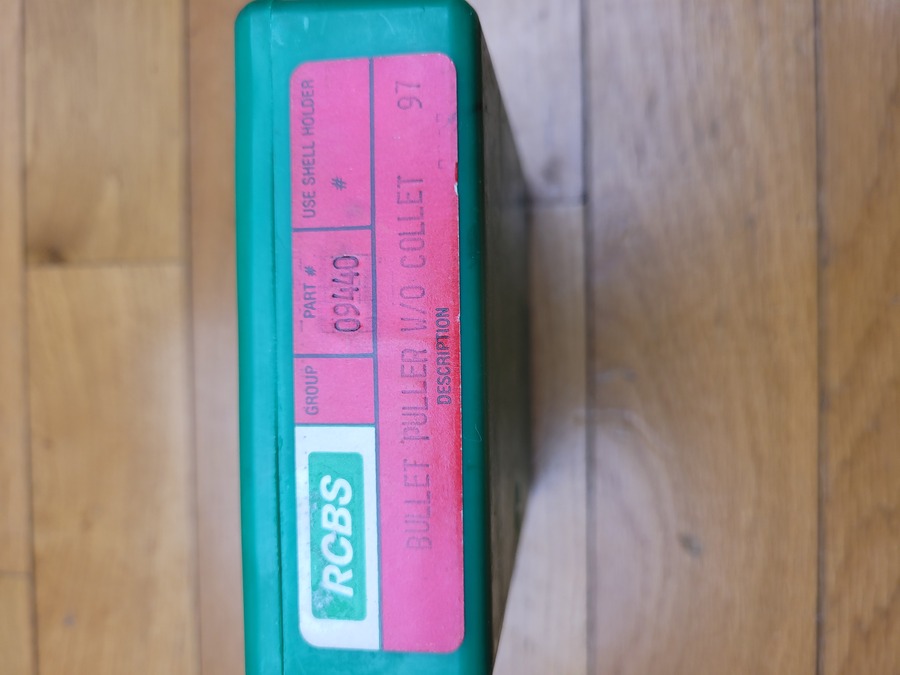 RCBS
GROUP
PART #
09440
USE SHELL HOLDER
#
BULLET PULLER W/O COLLET 97
DESCRIPTION